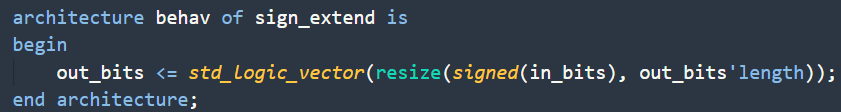 architecture behav of sign_extend is
begin
    out_bits <= std_logic_vector(resize(signed(in_bits), out_bits'length));
end architecture;